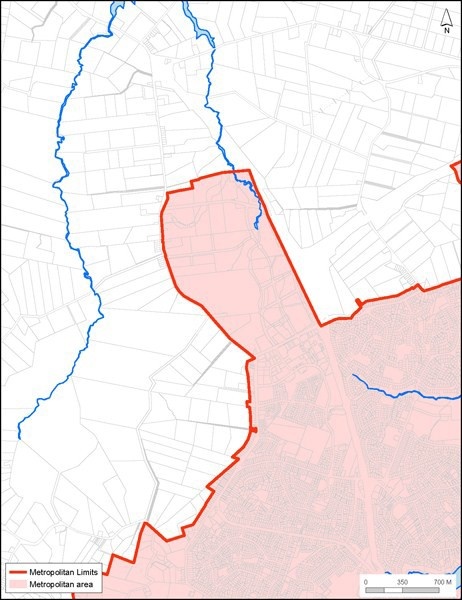 N
Metropolitan Limits
Metropolitan area
0 350 700 M